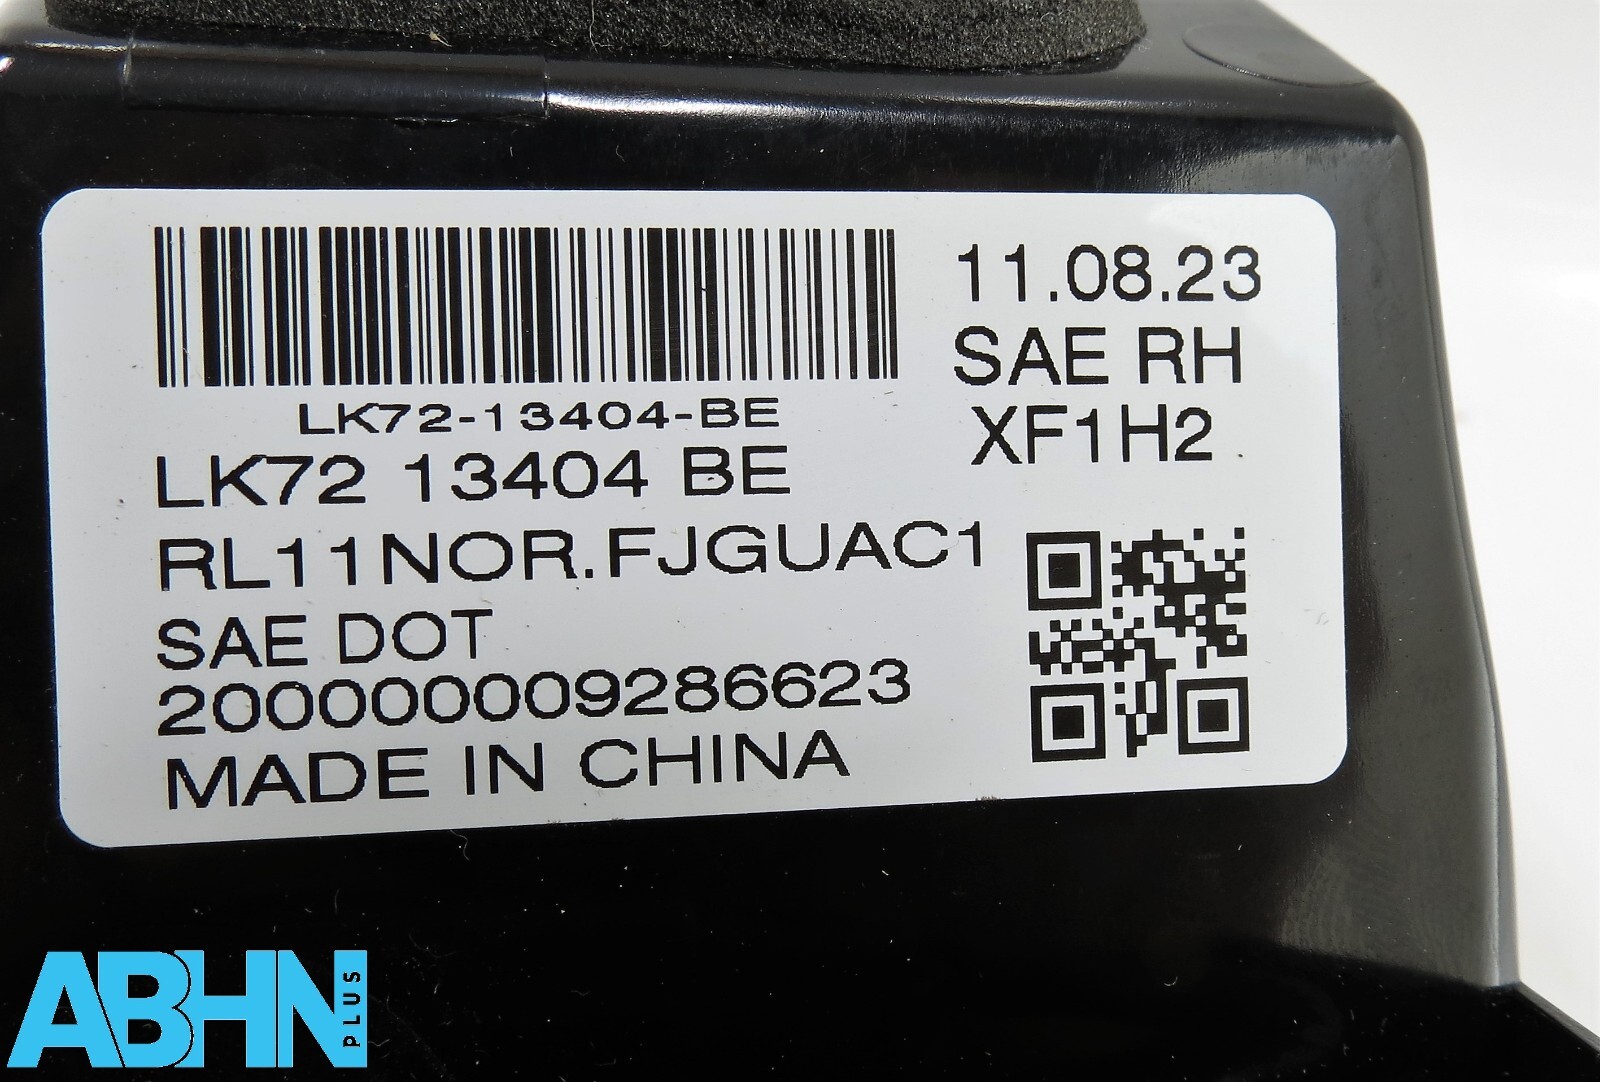 LK72-13404-BE
LK72 13404 BE
RL11NOR.FJGUAC1
SAE DOT
2000000009286623
MADE IN CHINA
11.08.23
SAE RH
XF1H2
ABHN PLUS